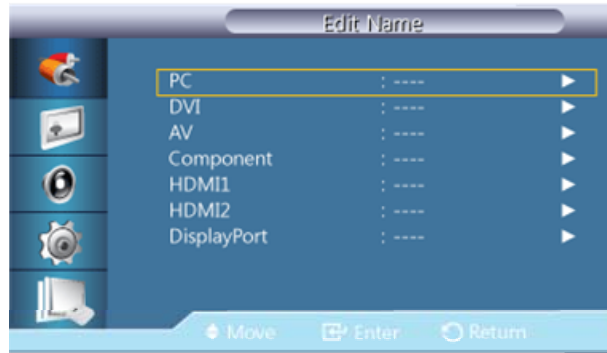 Edit Name
PC : ---- ►
DVI : ---- ►
AV : ---- ►
Component : ---- ►
HDMI1 : ---- ►
HDMI2 : ---- ►
DisplayPort : ---- ►
Move Enter Return